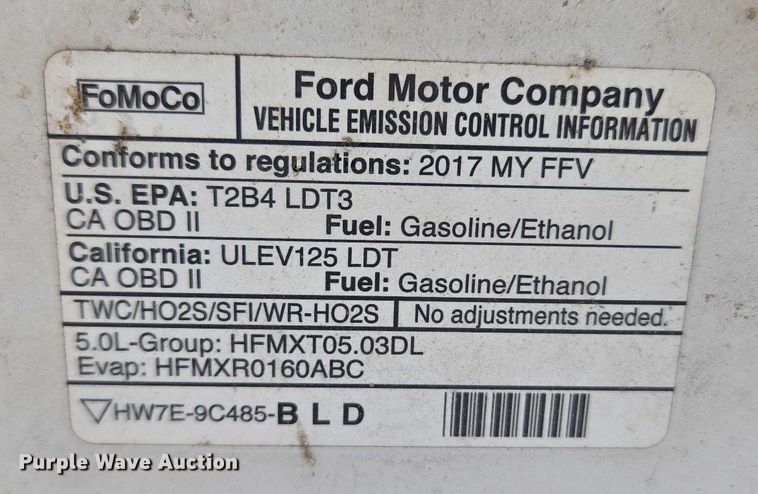 FoMoCo
Ford Motor Company
VEHICLE EMISSION CONTROL INFORMATION
Conforms to regulations: 2017 MY FFV
U.S. EPA: T2B4 LDT3
CA OBD II Fuel: Gasoline/Ethanol
California: ULEV125 LDT
CA OBD II Fuel: Gasoline/Ethanol
TWC/HO2S/SFI/WR-HO2S No adjustments needed.
5.0L-Group: HFMXT05.03DL
Evap: HFMXR0160ABC
▽HW7E-9C485-B L D
Purple Wave Auction